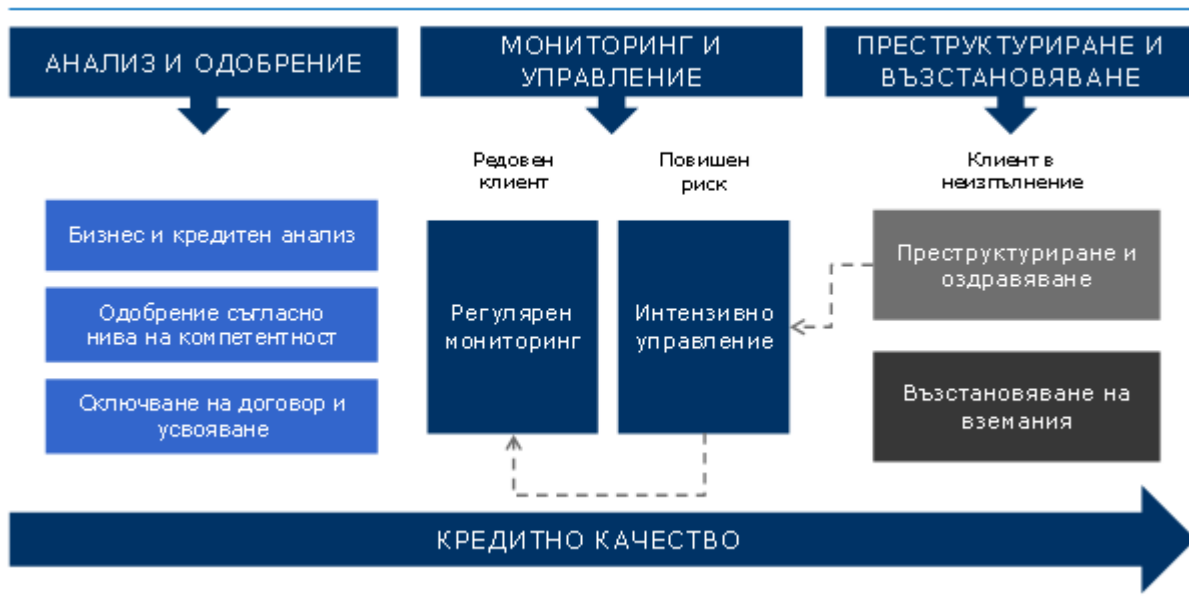 АНАЛИЗ И ОДОБРЕНИЕ
МОНИТОРИНГ И
УПРАВЛЕНИЕ
ПРЕСТРУКТУРИРАНЕ И
ВЪЗСТАНОВЯВАНЕ
Редовен
клиент
Повишен
риск
Клиент в
неизпълнение
Бизнес и кредитен анализ
Одобрение съгласно
нива на компетентност
Сключване на договор и
усвояване
Регулярен
мониторинг
Интензивно
управление
Преструктуриране и
оздравяване
Възстановяване на
вземания
КРЕДИТНО КАЧЕСТВО